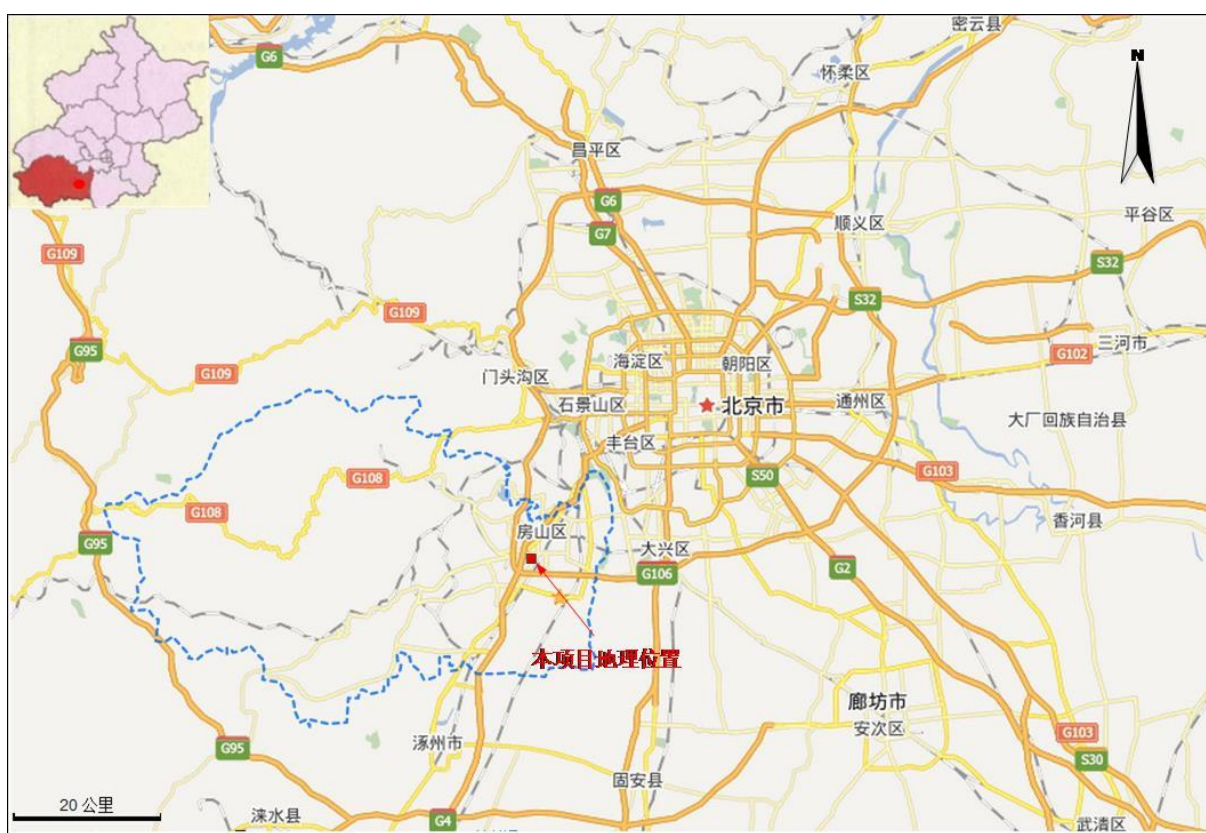 密云县
G6
怀柔区
N
昌平区
G6
平谷区
顺义区
G7
G109
S32
S32
G109
G102
三河市
G95
海淀区
朝阳区
G109
门头沟区
石景山区
北京市
通州区
大厂回族自治县
丰台区
G108
G103
S50
G108
香河县
房山区
G95
大兴区
G2
G106
本项目地理位置
廊坊市
安次区
G103
涿州市
G95
S30
固安县
20 公里
涞水县
G4
武清区